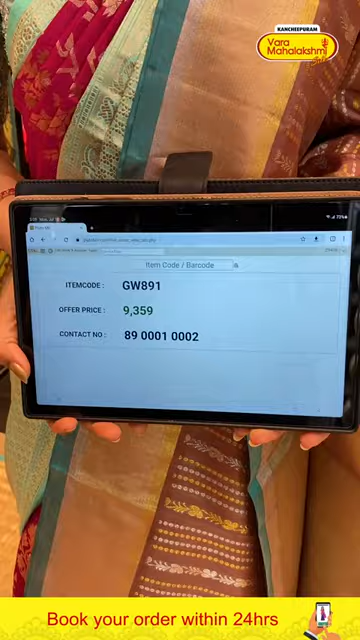 KANCHEEPURAM
Vara
Mahalakshmi
Item Code / Barcode
ITEMCODE : GW891
OFFER PRICE : 9,359
CONTACT NO : 89 0001 0002
Book your order within 24hrs